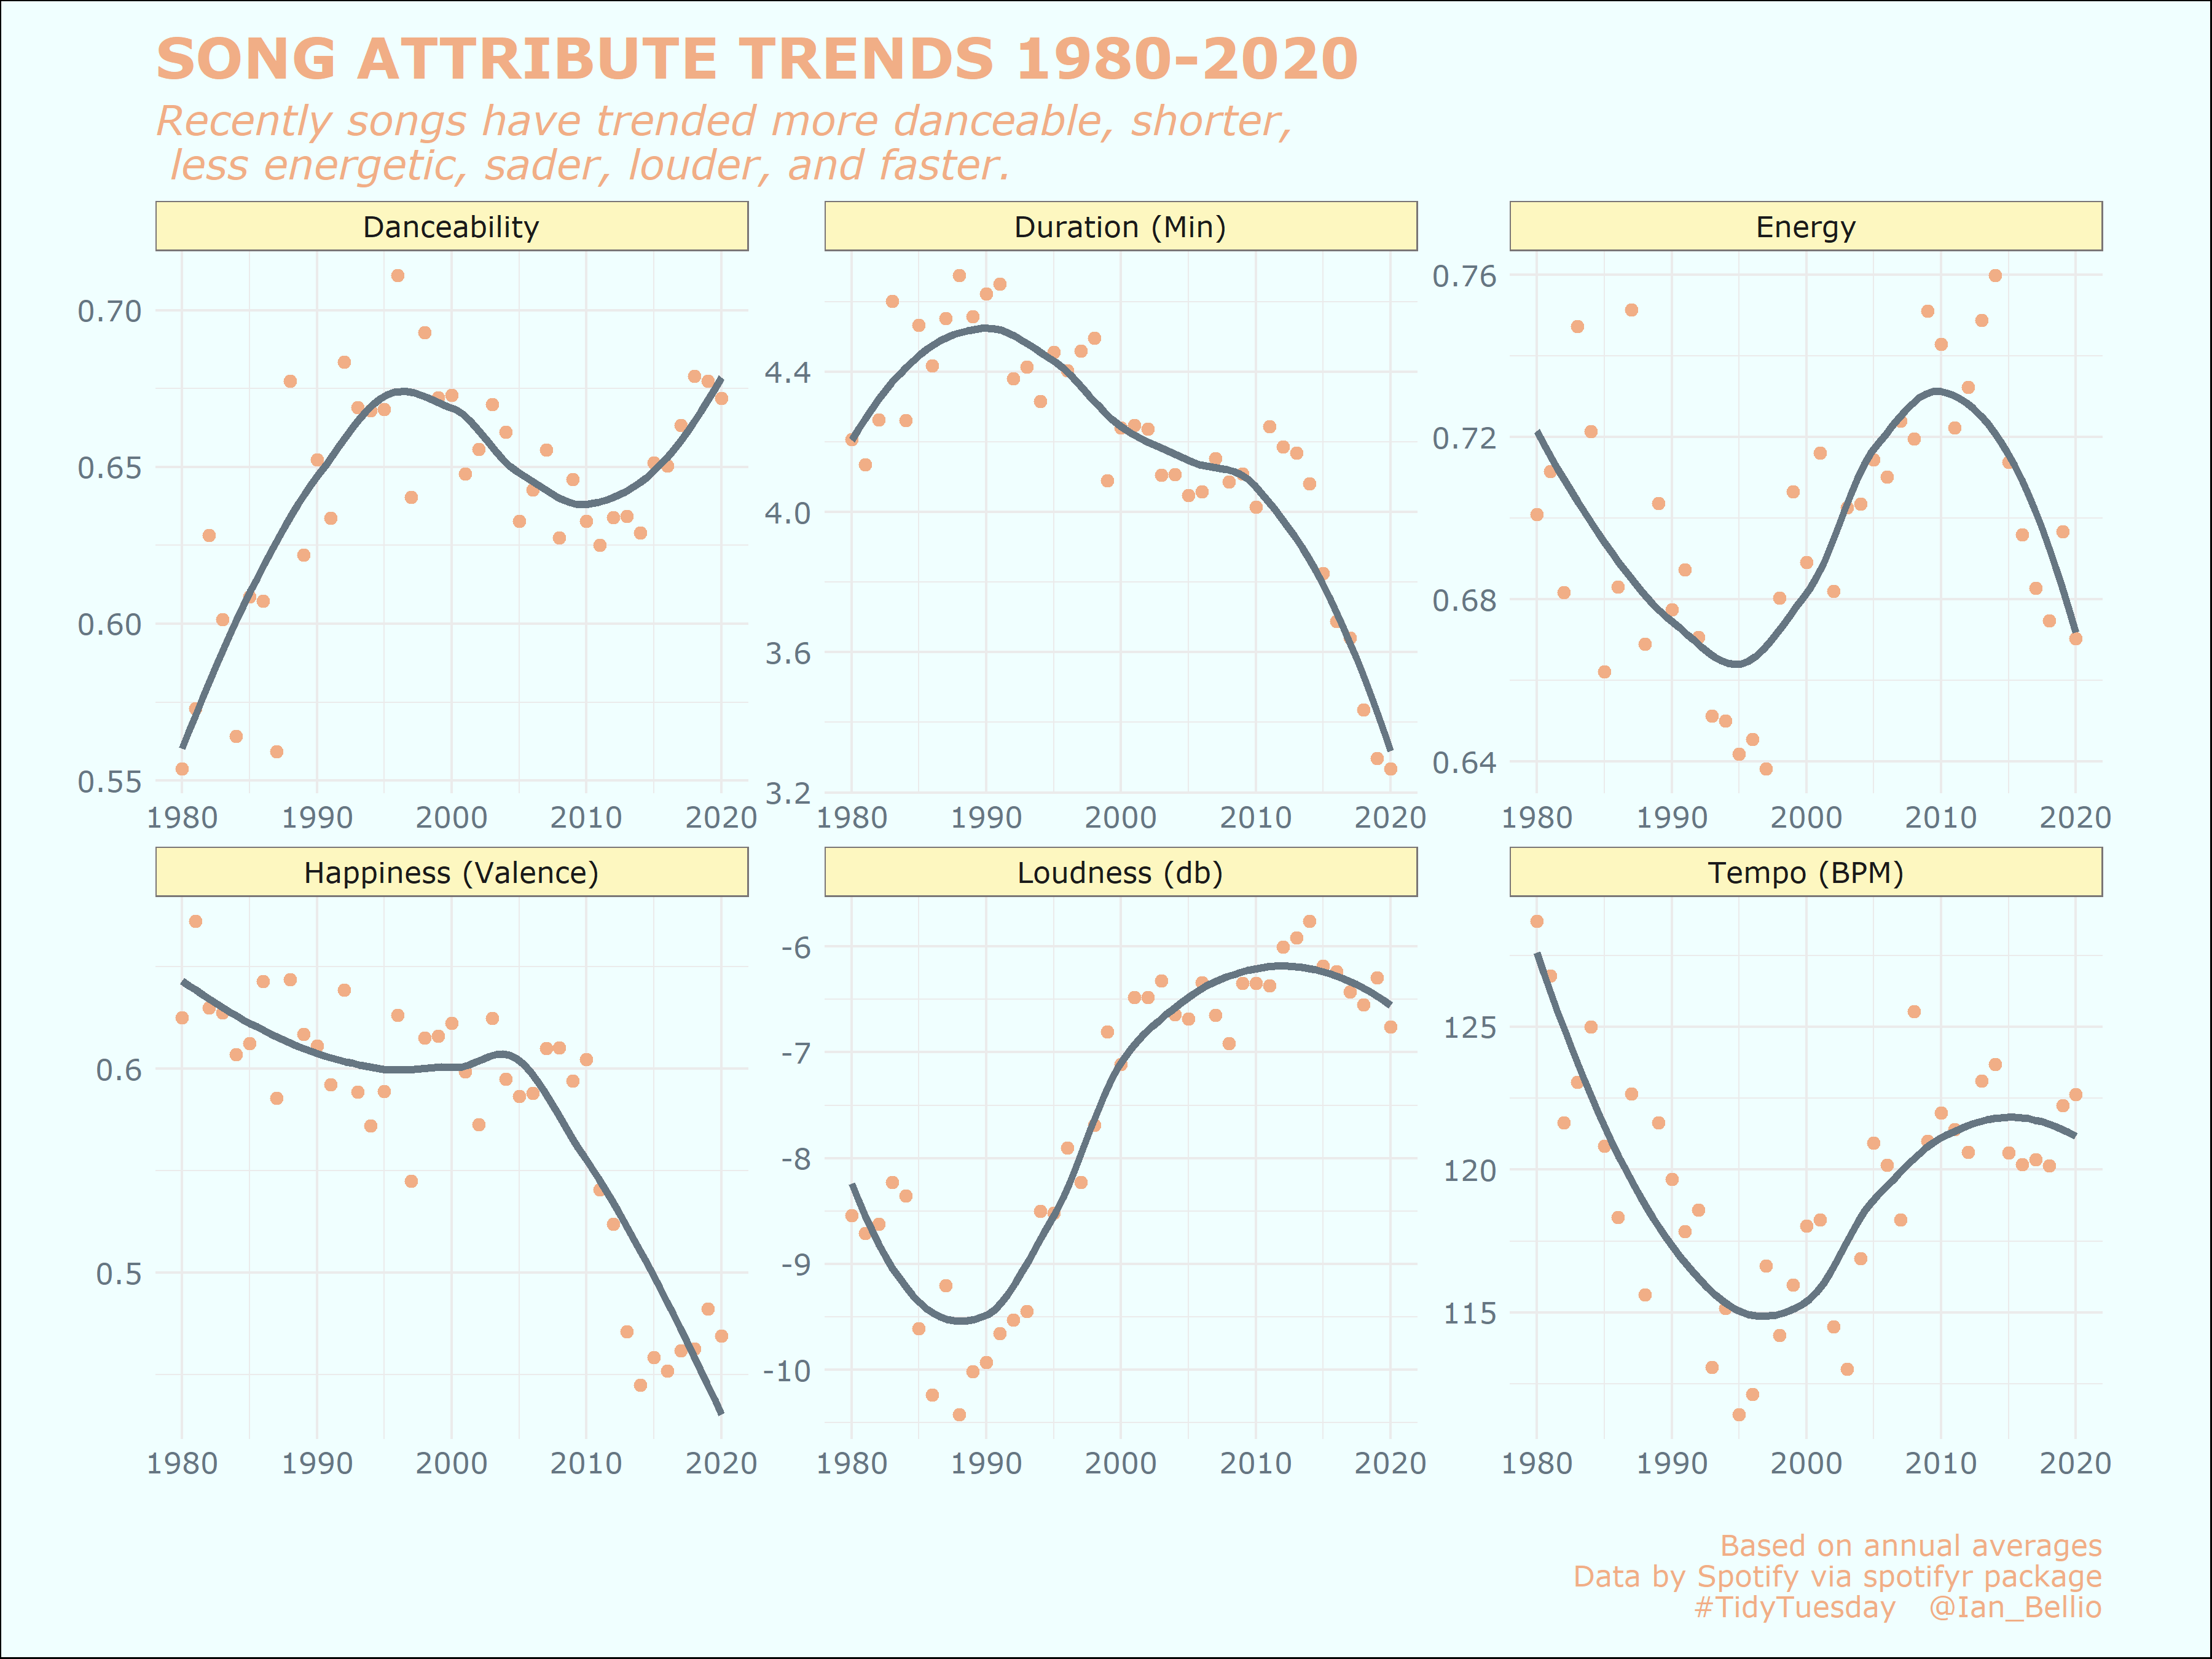 SONG ATTRIBUTE TRENDS 1980-2020
Recently songs have trended more danceable, shorter,
less energetic, sader, louder, and faster.
Danceability
0.70
0.65
0.60
0.55
1980 1990 2000 2010 2020
Duration (Min)
4.4
4.0
3.6
3.2
1980 1990 2000 2010 2020
Energy
0.76
0.72
0.68
0.64
1980 1990 2000 2010 2020
Happiness (Valence)
0.6
0.5
1980 1990 2000 2010 2020
Loudness (db)
-6
-7
-8
-9
-10
1980 1990 2000 2010 2020
Tempo (BPM)
125
120
115
1980 1990 2000 2010 2020
Based on annual averages
Data by Spotify via spotifyr package
#TidyTuesday @Ian_Bellio